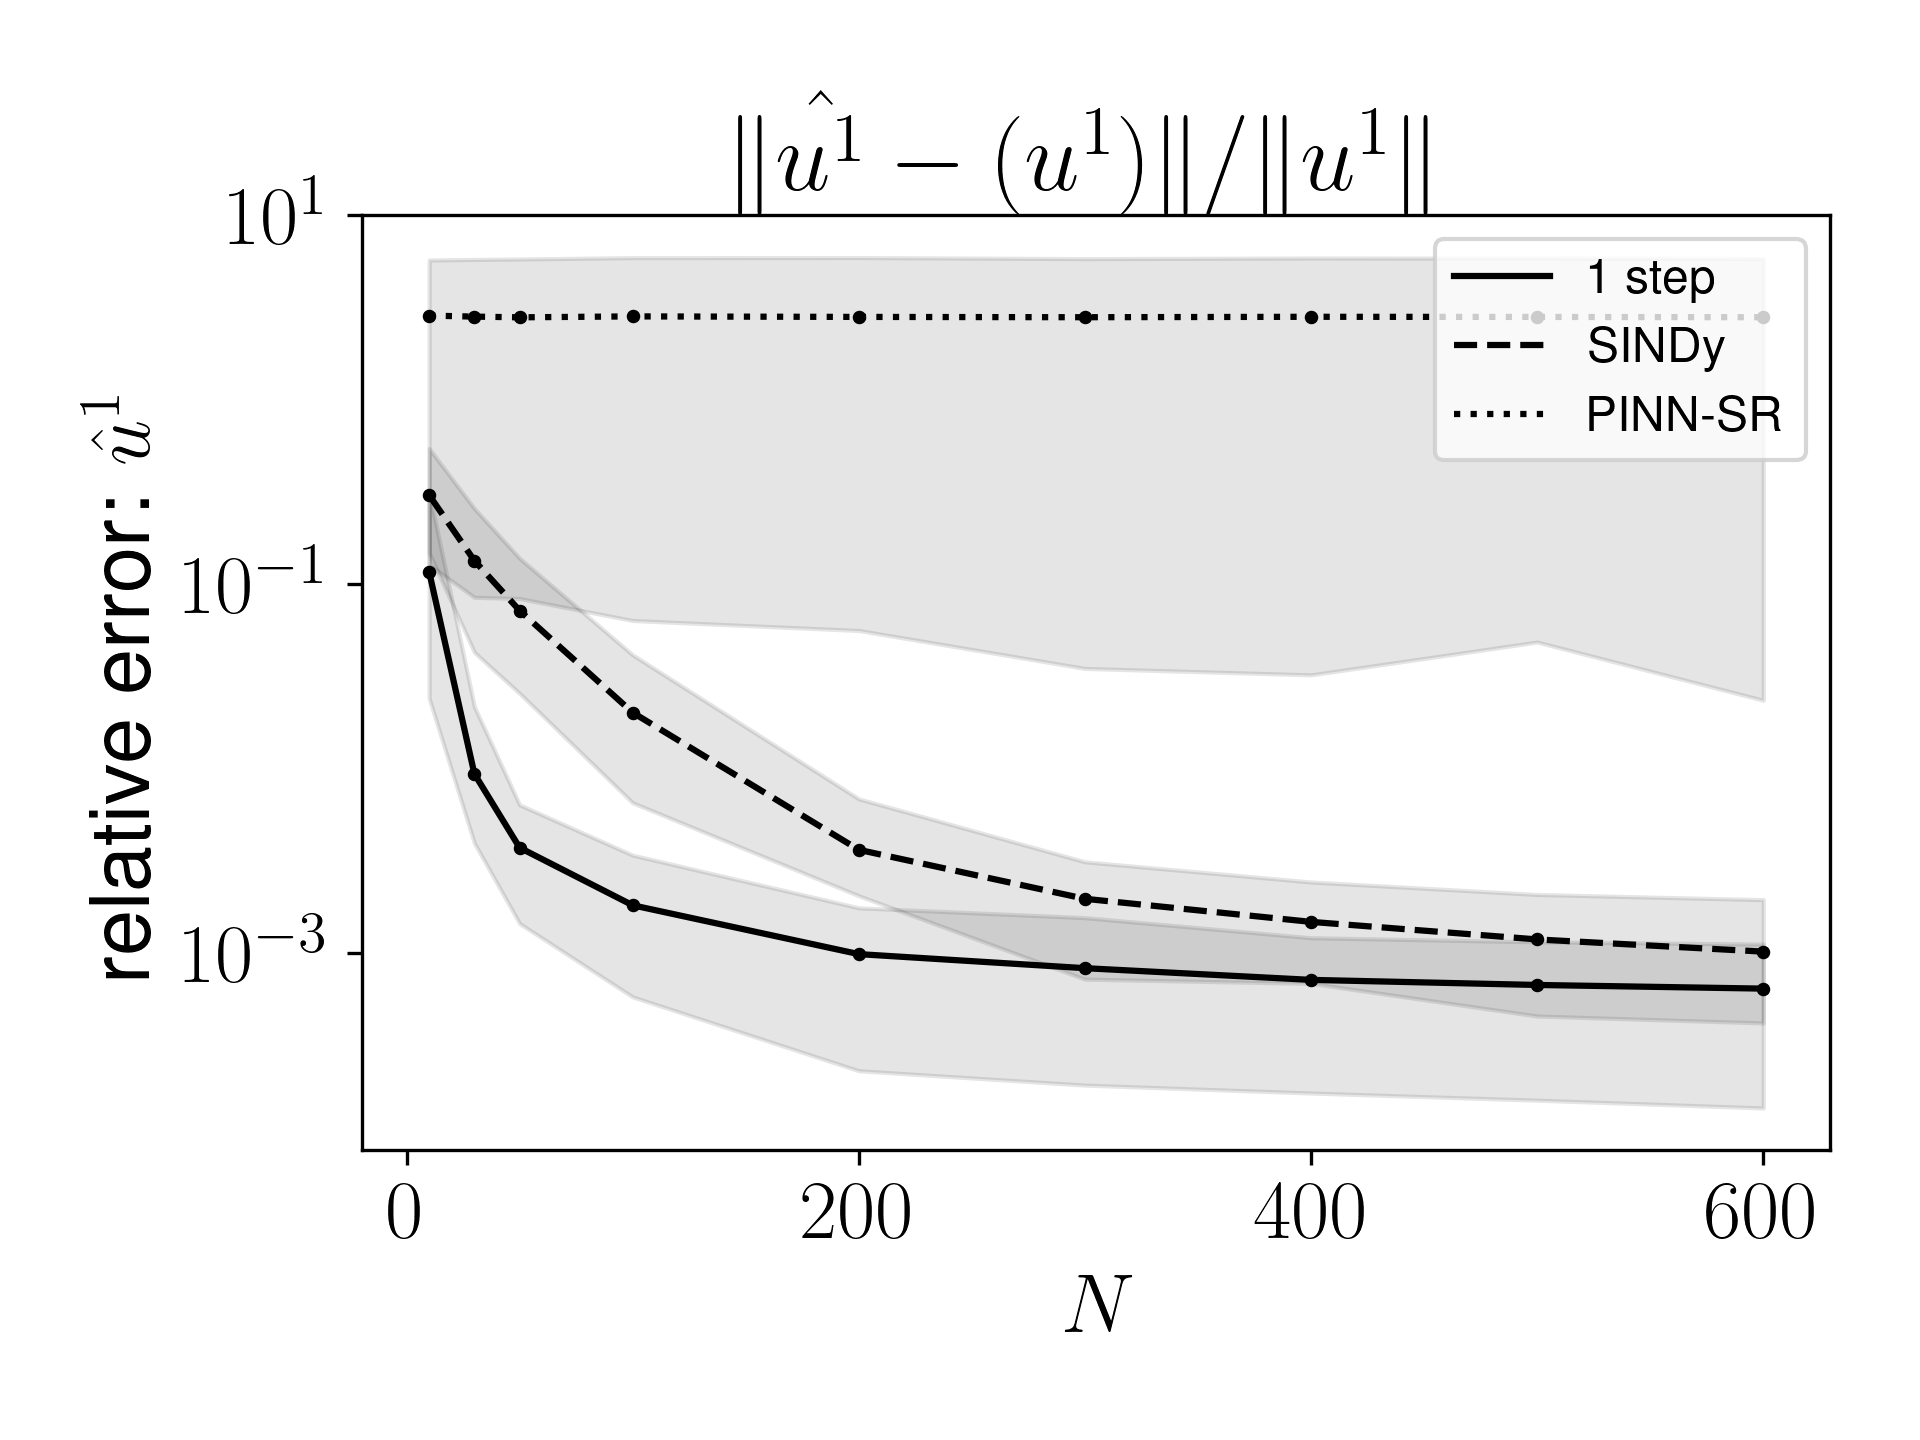 ‖û¹ − (u¹)‖/‖u¹‖
10¹
10⁻¹
10⁻³
relative error: û¹
1 step
SINDy
PINN-SR
0 200 400 600
N